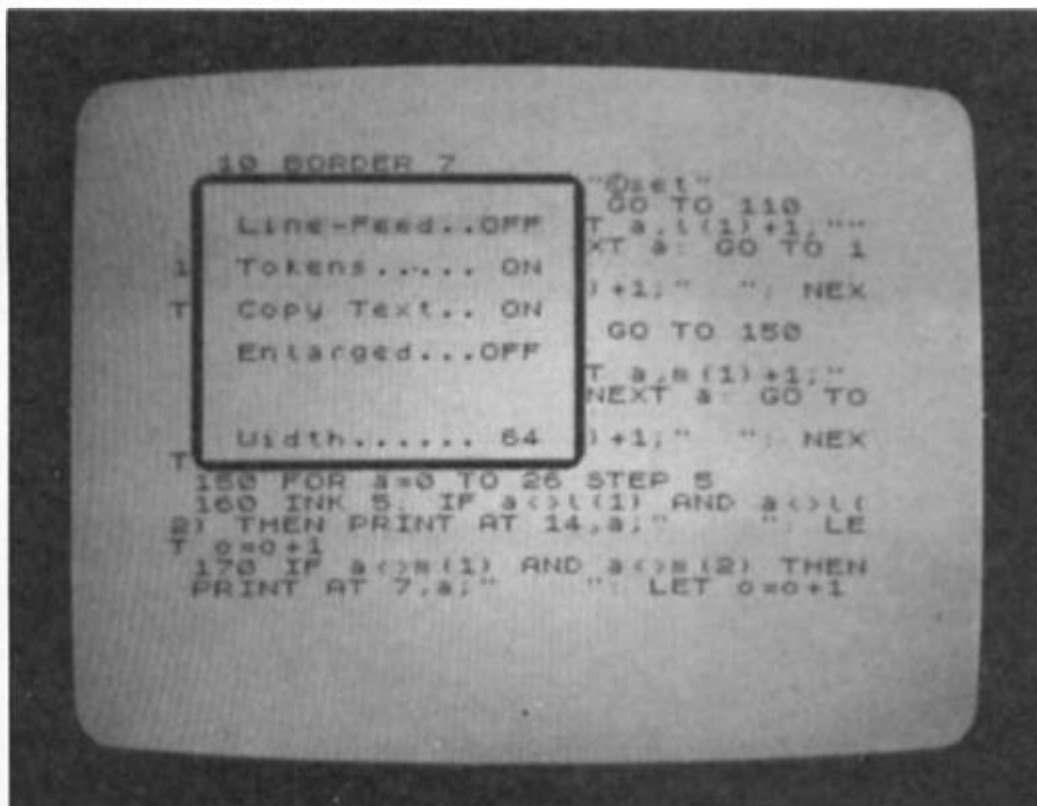 10 BORDER 7
"©set"
GO TO 110
Line-Feed..OFF
T a,l(1)+1;""
XT a: GO TO 1
1
Tokens..... ON
)+1;"   "; NEX
T
Copy Text.. ON
GO TO 150
Enlarged...OFF
T a,m(1)+1;"
NEXT a: GO TO
Width...... 64
)+1;"   "; NEX
T
150 FOR a=0 TO 26 STEP 5
160 INK 5: IF a<>l(1) AND a<>l(
2) THEN PRINT AT 14,a;"     ": LE
T o=o+1
170 IF a<>m(1) AND a<>m(2) THEN
PRINT AT 7,a;"     ": LET o=o+1